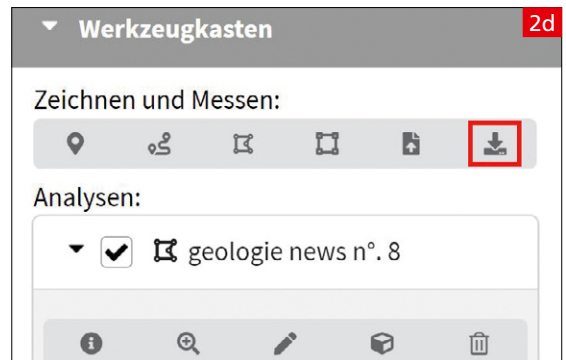 Werkzeugkasten
2d
Zeichnen und Messen:
Analysen:
geologie news n°. 8